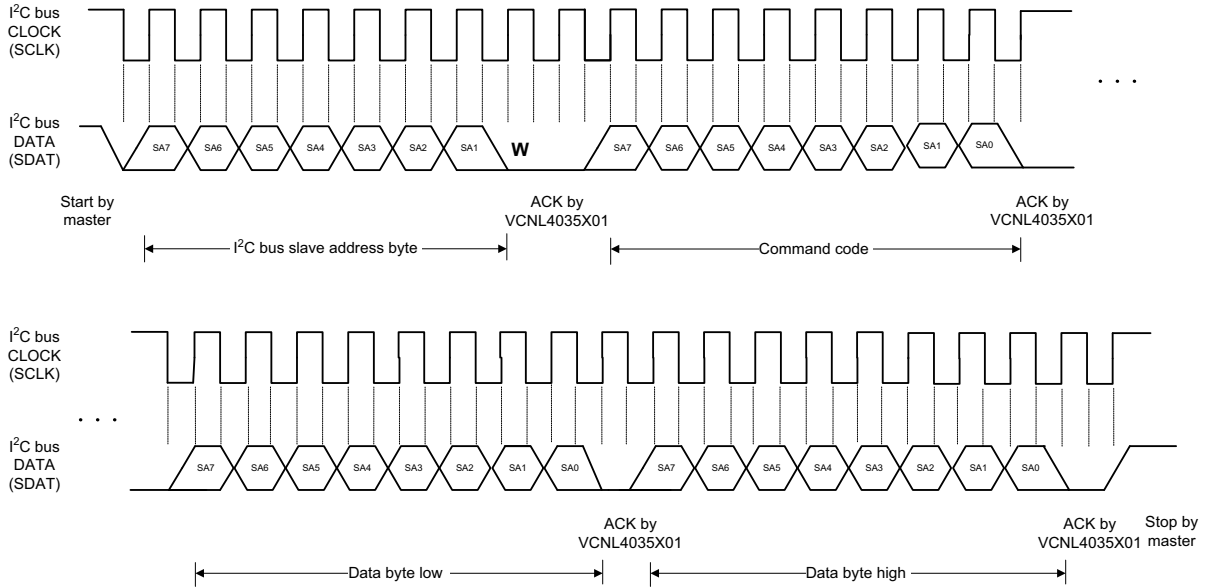 I²C bus
CLOCK
(SCLK)
. . .
I²C bus
DATA
(SDAT)
SA7 SA6 SA5 SA4 SA3 SA2 SA1 W SA7 SA6 SA5 SA4 SA3 SA2 SA1 SA0
Start by
master
ACK by
VCNL4035X01
ACK by
VCNL4035X01
I²C bus slave address byte
Command code
I²C bus
CLOCK
(SCLK)
. . .
I²C bus
DATA
(SDAT)
SA7 SA6 SA5 SA4 SA3 SA2 SA1 SA0 SA7 SA6 SA5 SA4 SA3 SA2 SA1 SA0
ACK by
VCNL4035X01
ACK by
VCNL4035X01
Stop by
master
Data byte low
Data byte high